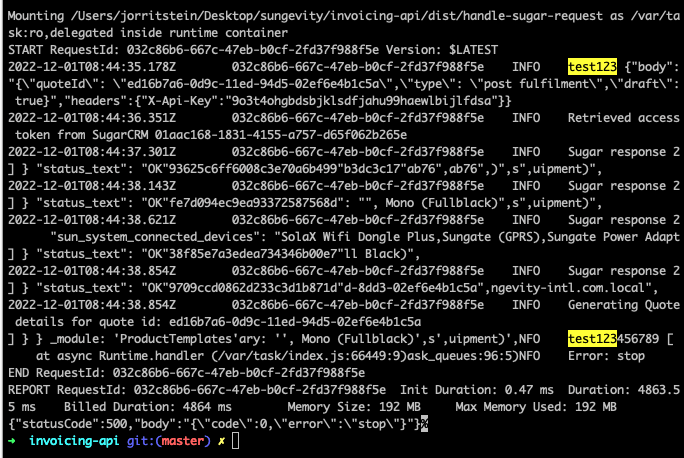 Mounting /Users/jorritstein/Desktop/sungevity/invoicing-api/dist/handle-sugar-request as /var/ta
sk:ro,delegated inside runtime container
START RequestId: 032c86b6-667c-47eb-b0cf-2fd37f988f5e Version: $LATEST
2022-12-01T08:44:35.178Z 032c86b6-667c-47eb-b0cf-2fd37f988f5e INFO test123 {"body":
"{\"quoteId\": \"ed16b7a6-0d9c-11ed-94d5-02ef6e4b1c5a\",\"type\": \"post fulfilment\",\"draft\":
true}","headers":{"X-Api-Key":"9o3t4ohgbdsbjklsdfjahu99haewlbijlfdsa"}}
2022-12-01T08:44:36.351Z 032c86b6-667c-47eb-b0cf-2fd37f988f5e INFO Retrieved access
token from SugarCRM 01aac168-1831-4155-a757-d65f062b265e
2022-12-01T08:44:37.301Z 032c86b6-667c-47eb-b0cf-2fd37f988f5e INFO Sugar response 2
] } "status_text": "OK"93625c6ff6008c3e70a6b499"b3dc3c17"ab76",ab76",)",s",uipment)",
2022-12-01T08:44:38.143Z 032c86b6-667c-47eb-b0cf-2fd37f988f5e INFO Sugar response 2
] } "status_text": "OK"fe7d094ec9ea93372587568d": "", Mono (Fullblack)",s",uipment)",
2022-12-01T08:44:38.621Z 032c86b6-667c-47eb-b0cf-2fd37f988f5e INFO Sugar response 2
"sun_system_connected_devices": "SolaX Wifi Dongle Plus,Sungate (GPRS),Sungate Power Adapt
] } "status_text": "OK"38f85e7a3edea734346b00e7"ll Black)",
2022-12-01T08:44:38.854Z 032c86b6-667c-47eb-b0cf-2fd37f988f5e INFO Sugar response 2
] } "status_text": "OK"9709ccd0862d233c3d1b871d"d-8dd3-02ef6e4b1c5a",ngevity-intl.com.local",
2022-12-01T08:44:38.854Z 032c86b6-667c-47eb-b0cf-2fd37f988f5e INFO Generating Quote
details for quote id: ed16b7a6-0d9c-11ed-94d5-02ef6e4b1c5a
] } } _module: 'ProductTemplates'ary: '', Mono (Fullblack)',s',uipment)',NFO test123456789 [
at async Runtime.handler (/var/task/index.js:66449:9)ask_queues:96:5)NFO Error: stop
END RequestId: 032c86b6-667c-47eb-b0cf-2fd37f988f5e
REPORT RequestId: 032c86b6-667c-47eb-b0cf-2fd37f988f5e Init Duration: 0.47 ms Duration: 4863.5
5 ms Billed Duration: 4864 ms Memory Size: 192 MB Max Memory Used: 192 MB
{"statusCode":500,"body":"{\"code\":0,\"error\":\"stop\"}"}%
➜ invoicing-api git:(master) ✗